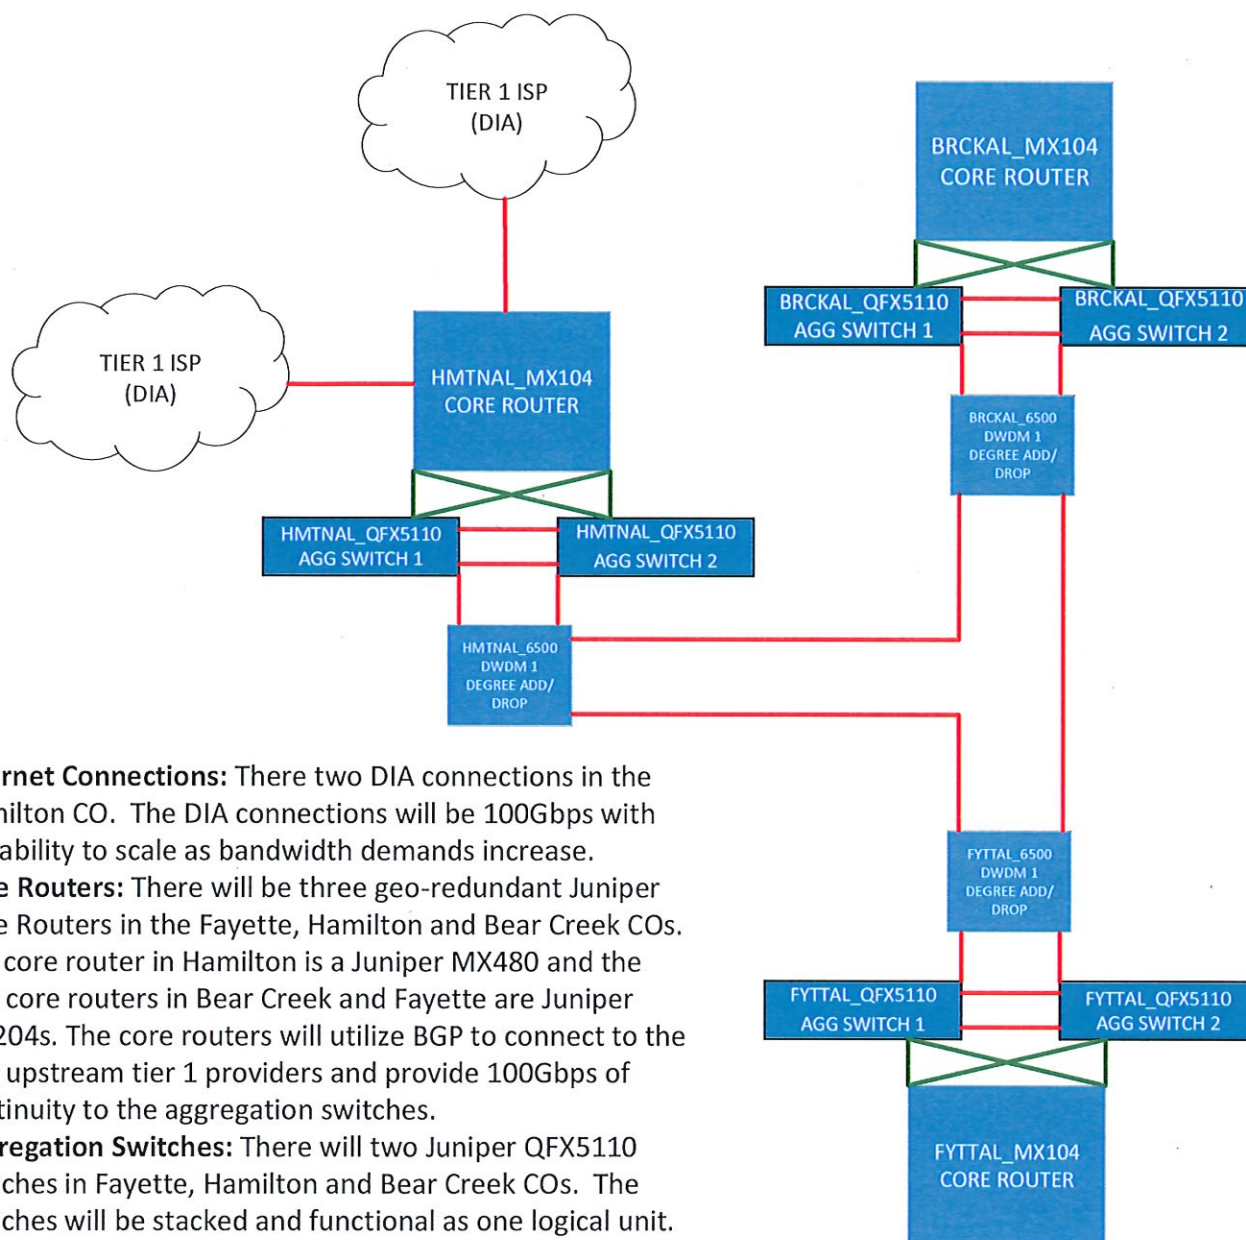 TIER 1 ISP
(DIA)
BRCKAL_MX104
CORE ROUTER
BRCKAL_QFX5110
AGG SWITCH 1
BRCKAL_QFX5110
AGG SWITCH 2
TIER 1 ISP
(DIA)
HMTNAL_MX104
CORE ROUTER
BRCKAL_6500
DWDM 1
DEGREE ADD/
DROP
HMTNAL_QFX5110
AGG SWITCH 1
HMTNAL_QFX5110
AGG SWITCH 2
HMTNAL_6500
DWDM 1
DEGREE ADD/
DROP
rnet Connections: There two DIA connections in the
nilton CO. The DIA connections will be 100Gbps with
ability to scale as bandwidth demands increase.
e Routers: There will be three geo-redundant Juniper
e Routers in the Fayette, Hamilton and Bear Creek COs.
core router in Hamilton is a Juniper MX480 and the
core routers in Bear Creek and Fayette are Juniper
204s. The core routers will utilize BGP to connect to the
upstream tier 1 providers and provide 100Gbps of
tinuity to the aggregation switches.
regation Switches: There will two Juniper QFX5110
ches in Fayette, Hamilton and Bear Creek COs. The
ches will be stacked and functional as one logical unit.
FYTTAL_6500
DWDM 1
DEGREE ADD/
DROP
FYTTAL_QFX5110
AGG SWITCH 1
FYTTAL_QFX5110
AGG SWITCH 2
FYTTAL_MX104
CORE ROUTER